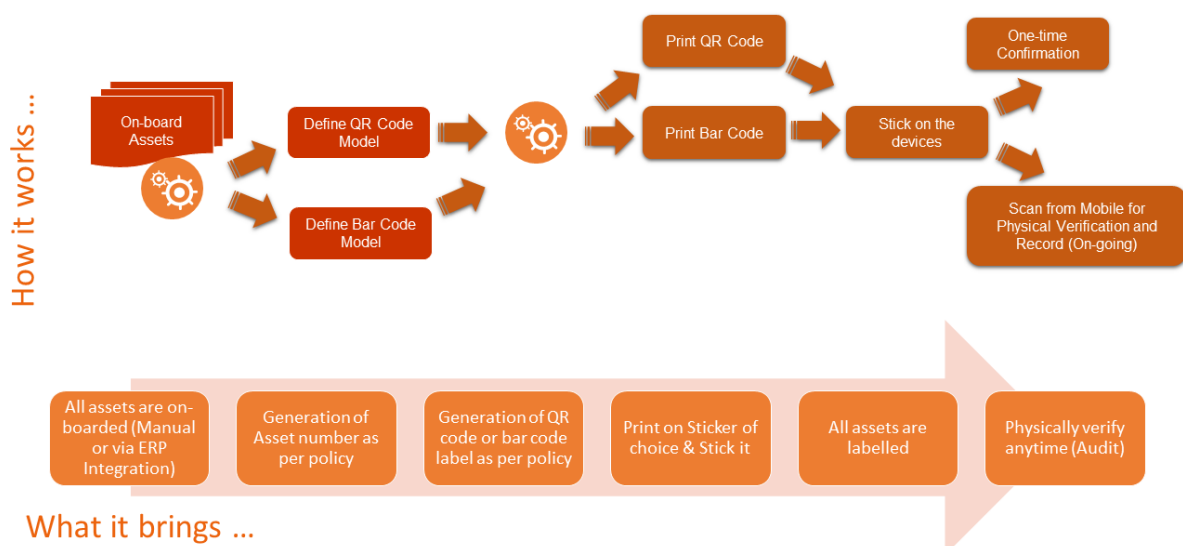 How it works ...
On-board
Assets
Define QR Code
Model
Define Bar Code
Model
Print QR Code
Print Bar Code
Stick on the
devices
One-time
Confirmation
Scan from Mobile for
Physical Verification and
Record (On-going)
All assets are on-
boarded (Manual
or via ERP
Integration)
Generation of
Asset number as
per policy
Generation of QR
code or bar code
label as per policy
Print on Sticker of
choice & Stick it
All assets are
labelled
Physically verify
anytime (Audit)
What it brings ...